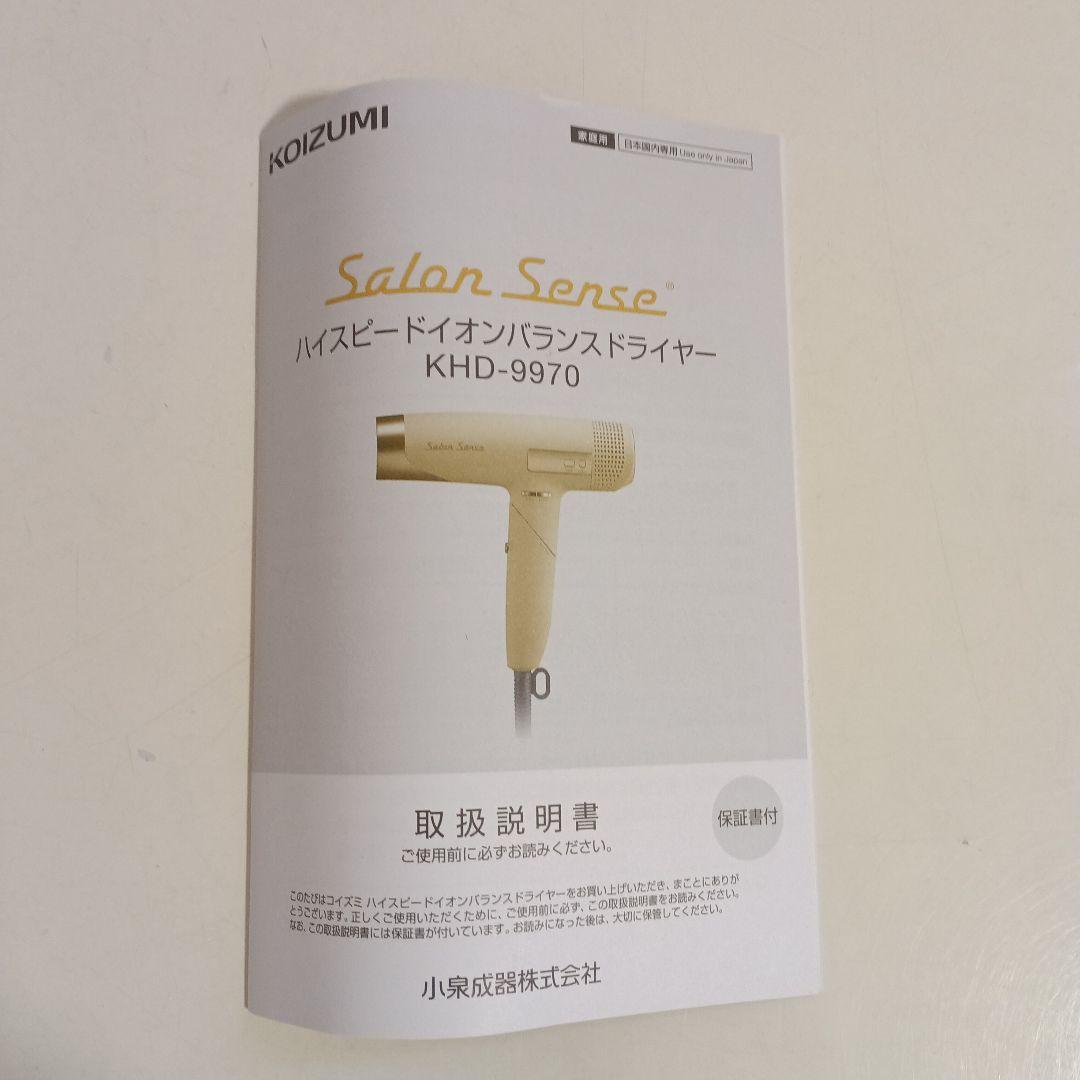 KOIZUMI
家庭用 日本国内専用 Use only in Japan
Salon Sense®
ハイスピードイオンバランスドライヤー
KHD-9970
Salon Sense
取扱説明書
ご使用前に必ずお読みください。
保証書付
このたびはコイズミ ハイスピードイオンバランスドライヤーをお買い上げいただき、まことにありが
とうございます。正しくご使用いただくために、ご使用前に必ず、この取扱説明書をお読みください。
なお、この取扱説明書には保証書が付いています。お読みになった後は、大切に保管してください。
小泉成器株式会社